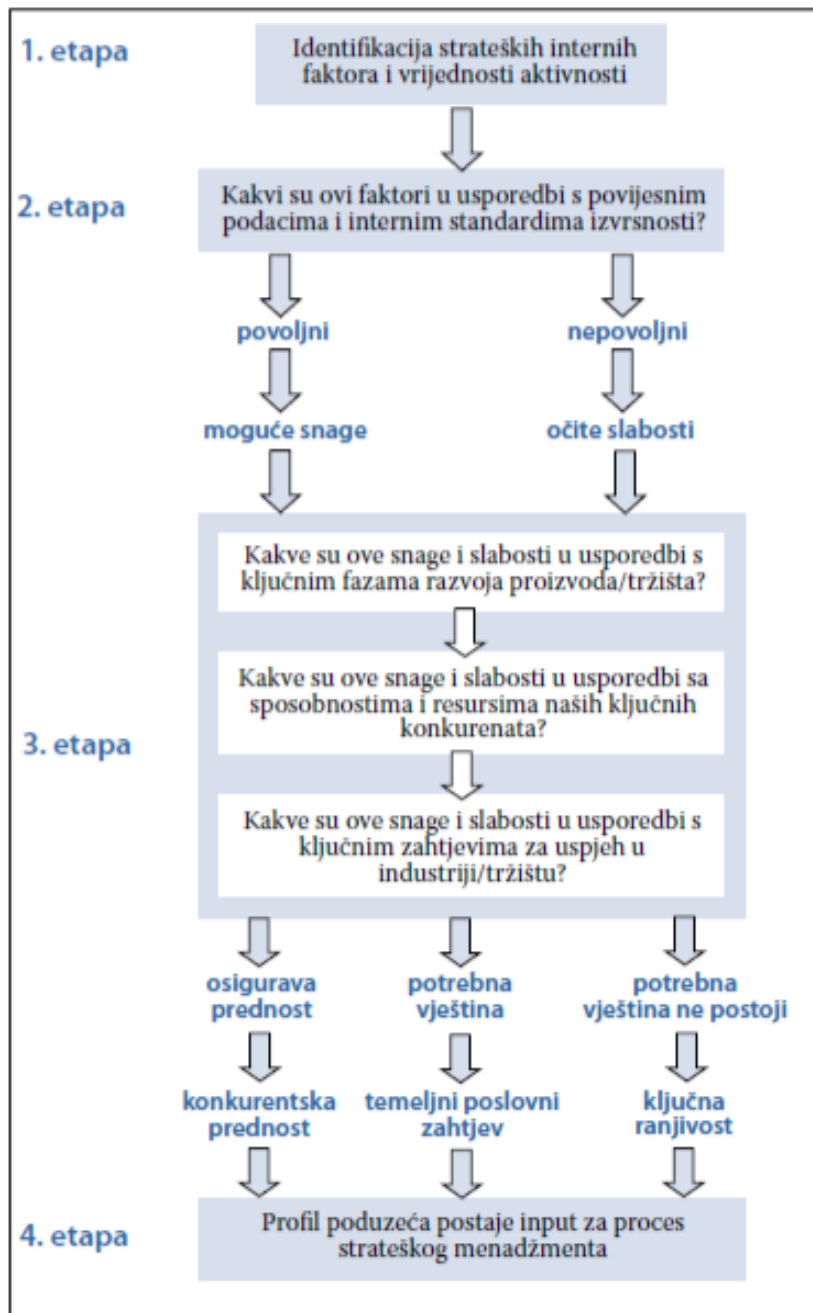 1. etapa
Identifikacija strateških internih
faktora i vrijednosti aktivnosti
2. etapa
Kakvi su ovi faktori u usporedbi s povijesnim
podacima i internim standardima izvrsnosti?
povoljni
nepovoljni
moguće snage
očite slabosti
3. etapa
Kakve su ove snage i slabosti u usporedbi s
ključnim fazama razvoja proizvoda/tržišta?
Kakve su ove snage i slabosti u usporedbi sa
sposobnostima i resursima naših ključnih
konkurenata?
Kakve su ove snage i slabosti u usporedbi s
ključnim zahtjevima za uspjeh u
industriji/tržištu?
osigurava
prednost
potrebna
vještina
potrebna
vještina ne postoji
konkurentska
prednost
temeljni poslovni
zahtjev
ključna
ranjivost
4. etapa
Profil poduzeća postaje input za proces
strateškog menadžmenta